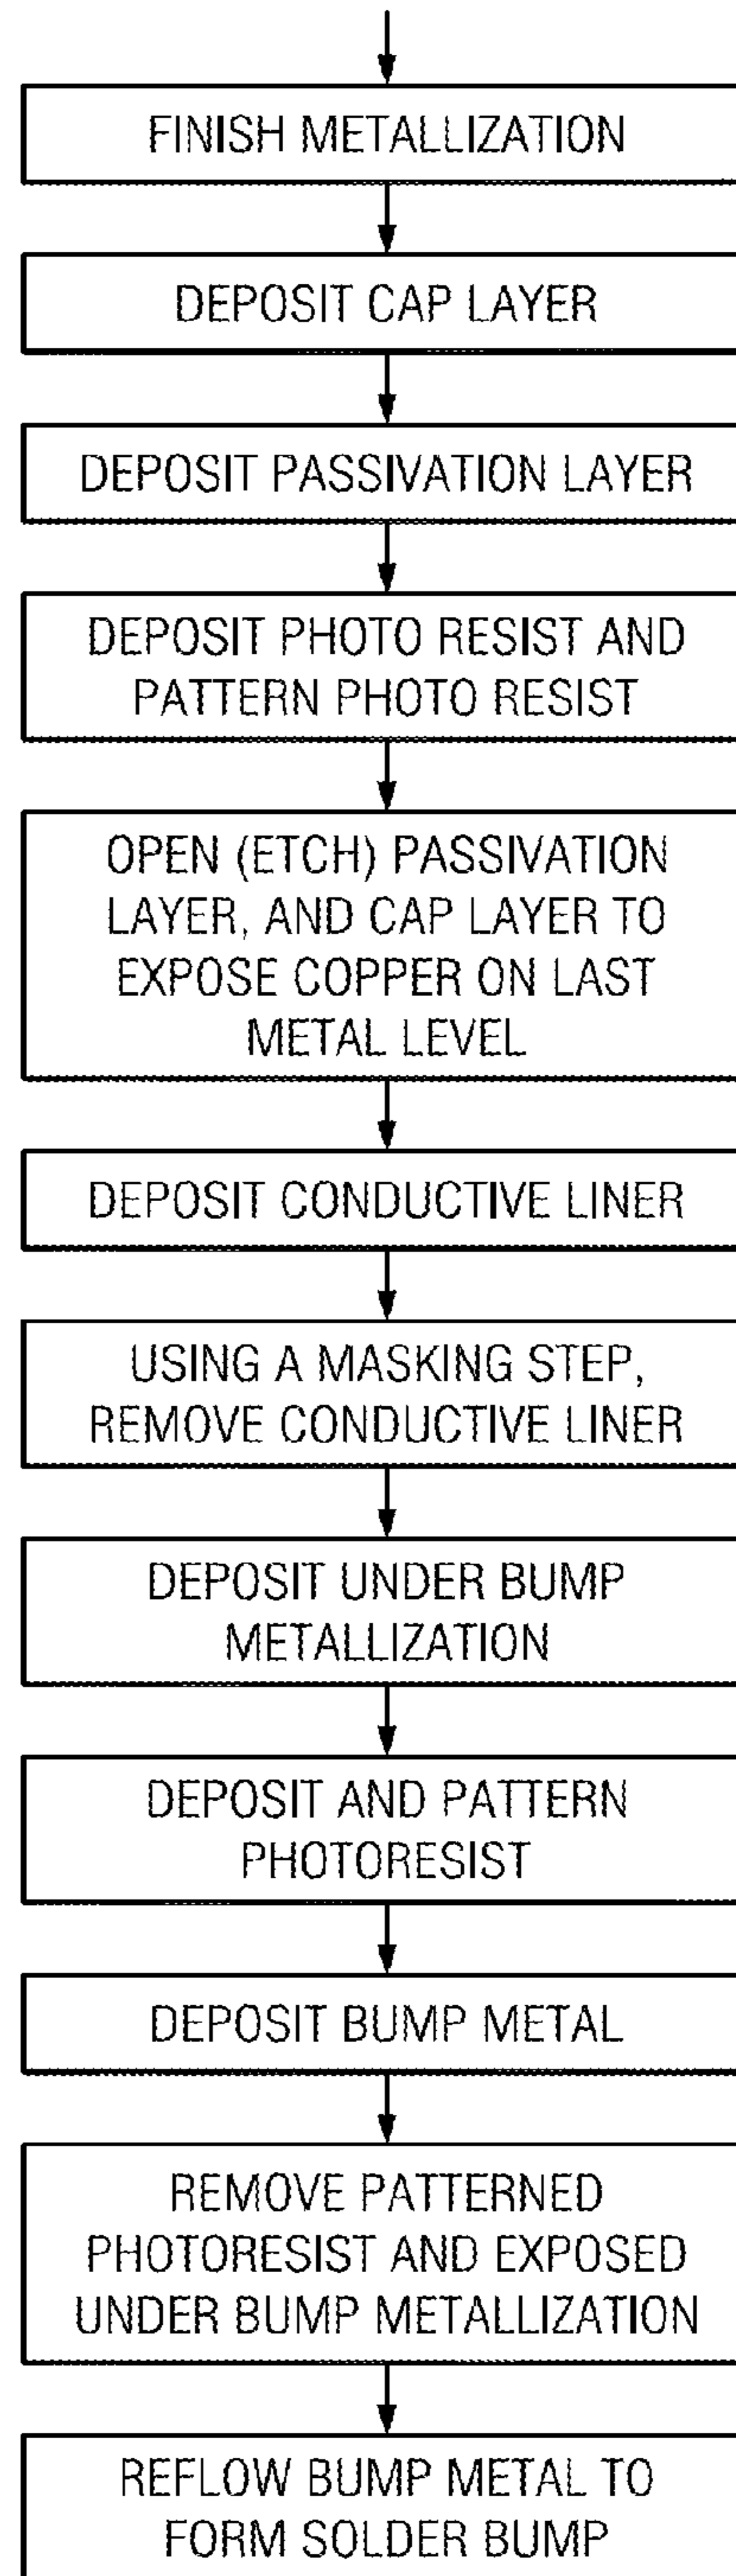 FINISH METALLIZATION
DEPOSIT CAP LAYER
DEPOSIT PASSIVATION LAYER
DEPOSIT PHOTO RESIST AND
PATTERN PHOTO RESIST
OPEN (ETCH) PASSIVATION
LAYER, AND CAP LAYER TO
EXPOSE COPPER ON LAST
METAL LEVEL
DEPOSIT CONDUCTIVE LINER
USING A MASKING STEP,
REMOVE CONDUCTIVE LINER
DEPOSIT UNDER BUMP
METALLIZATION
DEPOSIT AND PATTERN
PHOTORESIST
DEPOSIT BUMP METAL
REMOVE PATTERNED
PHOTORESIST AND EXPOSED
UNDER BUMP METALLIZATION
REFLOW BUMP METAL TO
FORM SOLDER BUMP